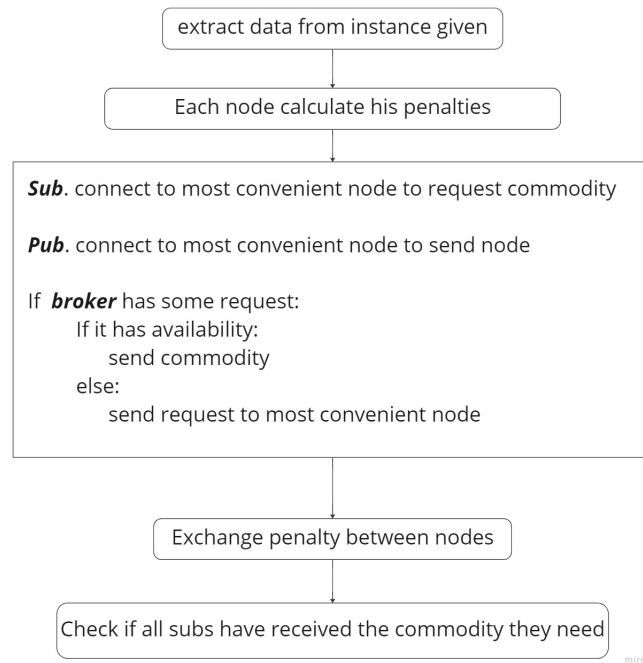 extract data from instance given
Each node calculate his penalties
Sub. connect to most convenient node to request commodity
Pub. connect to most convenient node to send node
If broker has some request:
If it has availability:
send commodity
else:
send request to most convenient node
Exchange penalty between nodes
Check if all subs have received the commodity they need